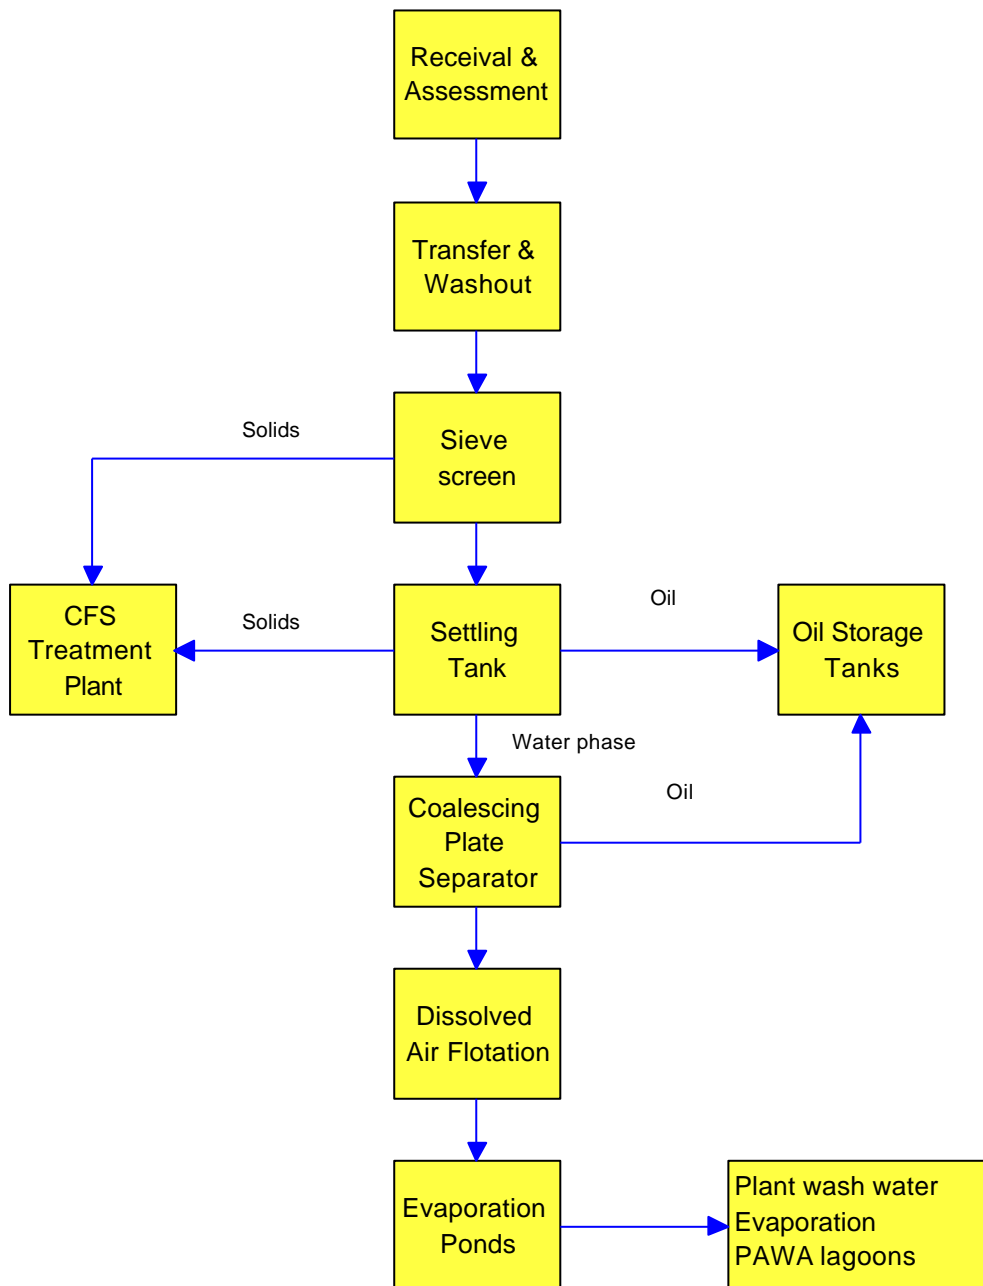 Receival &
Assessment
Transfer &
Washout
Solids
Sieve
screen
CFS
Treatment
Plant
Solids
Settling
Tank
Oil
Oil Storage
Tanks
Water phase
Coalescing
Plate
Separator
Oil
Dissolved
Air Flotation
Evaporation
Ponds
Plant wash water
Evaporation
PAWA lagoons